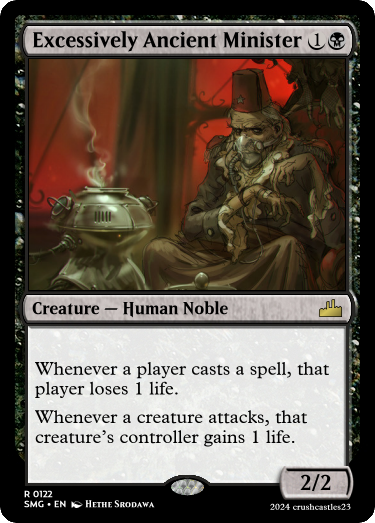 Excessively Ancient Minister 1
Creature — Human Noble
Whenever a player casts a spell, that
player loses 1 life.
Whenever a creature attacks, that
creature's controller gains 1 life.
2/2
R 0122
SMG • EN HETHE SRODAWA
2024 crushcastles23